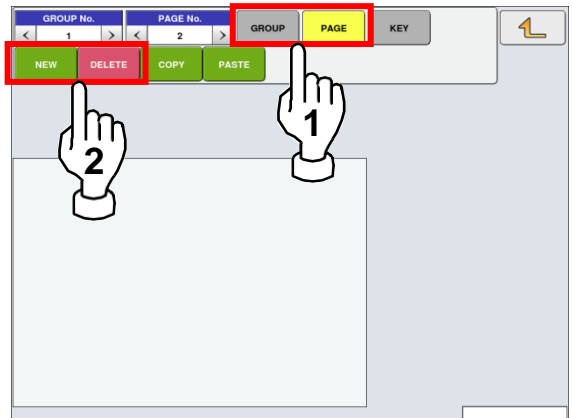 GROUP No. PAGE No.
< 1 > < 2 > GROUP PAGE KEY
NEW DELETE COPY PASTE
1
2